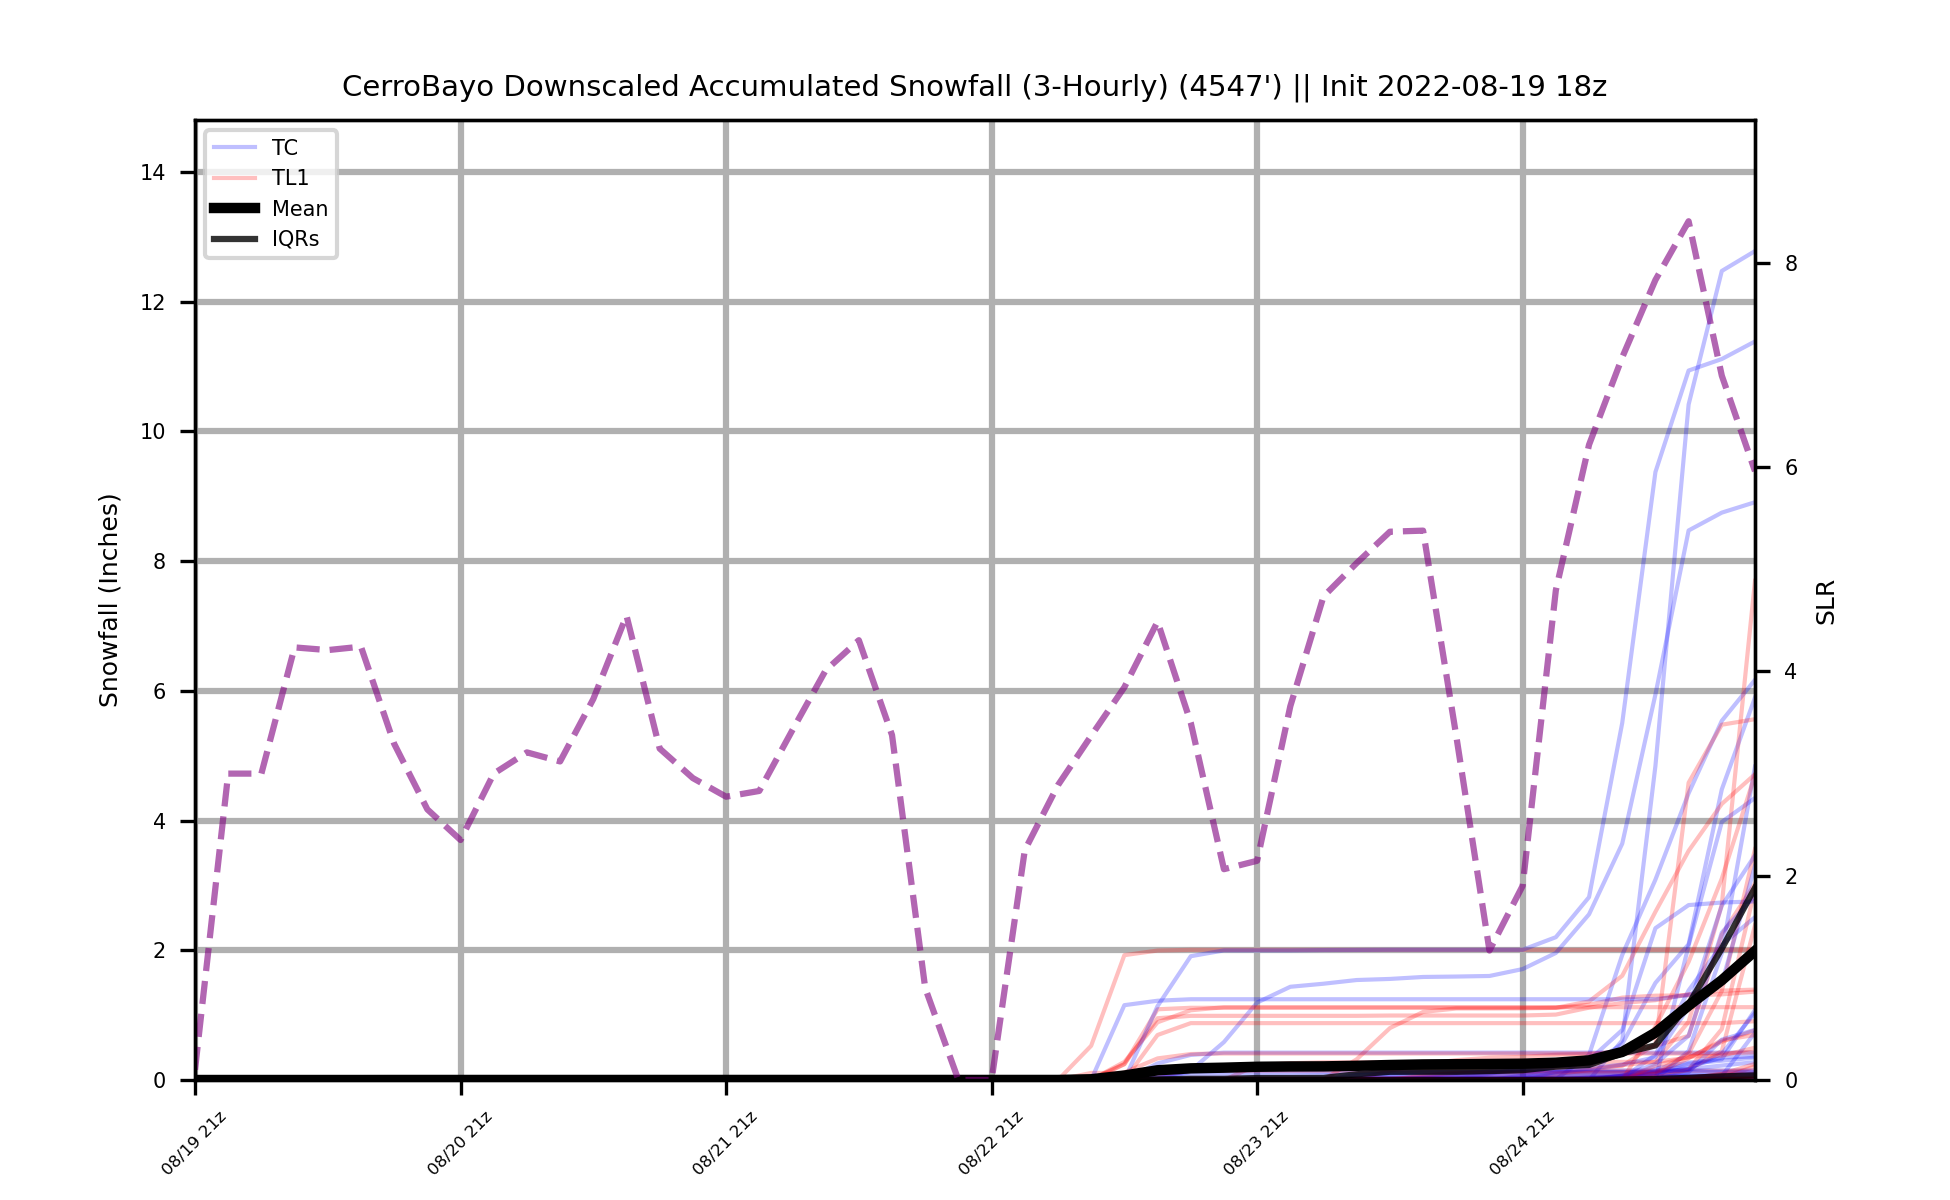 CerroBayo Downscaled Accumulated Snowfall (3-Hourly) (4547') || Init 2022-08-19 18z
TC
TL1
Mean
IQRs
14
12
10
8
6
4
2
0
Snowfall (Inches)
8
6
4
2
0
SLR
08/19 21z
08/20 21z
08/21 21z
08/22 21z
08/23 21z
08/24 21z